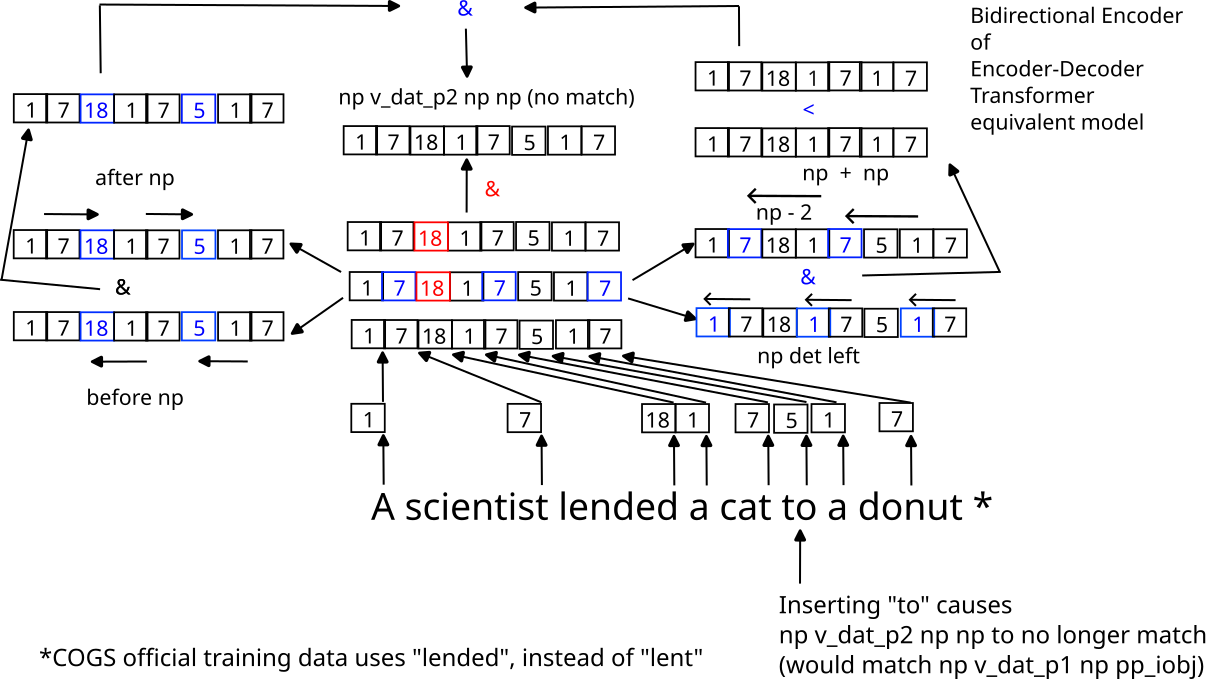 &
Bidirectional Encoder
of
Encoder-Decoder
Transformer
equivalent model
1 7 18 1 7 1 7
<
1 7 18 1 7 1 7
np + np
np v_dat_p2 np np (no match)
1 7 18 1 7 5 1 7
1 7 18 1 7 5 1 7
after np
&
np - 2
1 7 18 1 7 5 1 7
1 7 18 1 7 5 1 7
1 7 18 1 7 5 1 7
&
1 7 18 1 7 5 1 7
&
1 7 18 1 7 5 1 7
1 7 18 1 7 5 1 7
1 7 18 1 7 5 1 7
before np
np det left
1 7 18 1 7 5 1 7
A scientist lended a cat to a donut *
Inserting "to" causes
np v_dat_p2 np np to no longer match
(would match np v_dat_p1 np pp_iobj)
*COGS official training data uses "lended", instead of "lent"